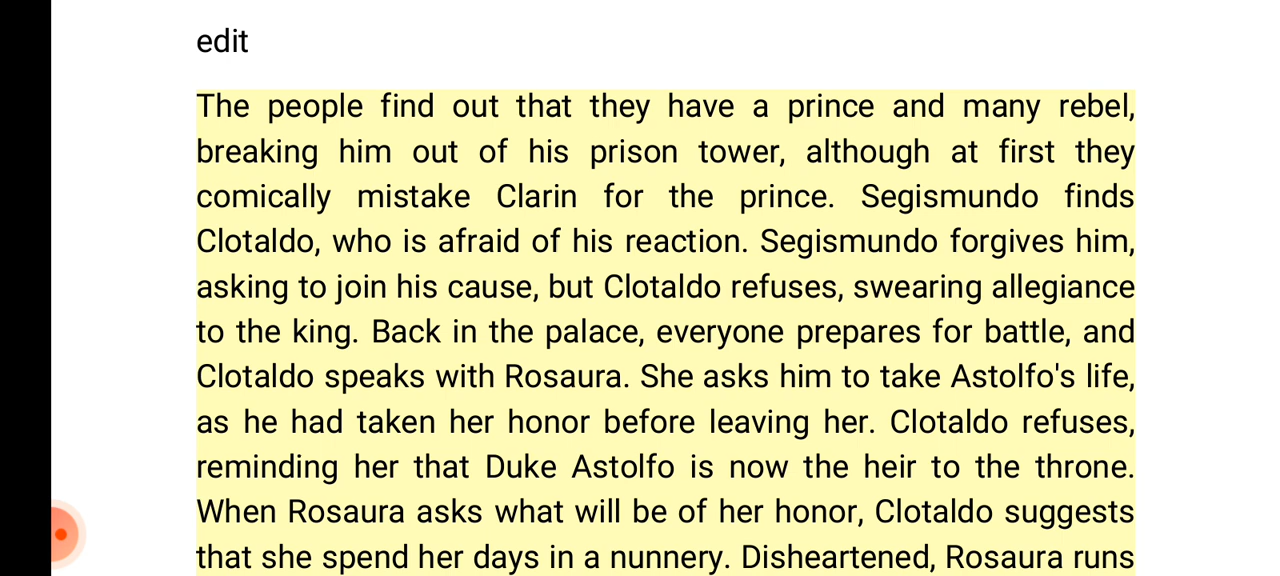 edit
The people find out that they have a prince and many rebel,
breaking him out of his prison tower, although at first they
comically mistake Clarin for the prince. Segismundo finds
Clotaldo, who is afraid of his reaction. Segismundo forgives him,
asking to join his cause, but Clotaldo refuses, swearing allegiance
to the king. Back in the palace, everyone prepares for battle, and
Clotaldo speaks with Rosaura. She asks him to take Astolfo's life,
as he had taken her honor before leaving her. Clotaldo refuses,
reminding her that Duke Astolfo is now the heir to the throne.
When Rosaura asks what will be of her honor, Clotaldo suggests
that she spend her days in a nunnery. Disheartened, Rosaura runs